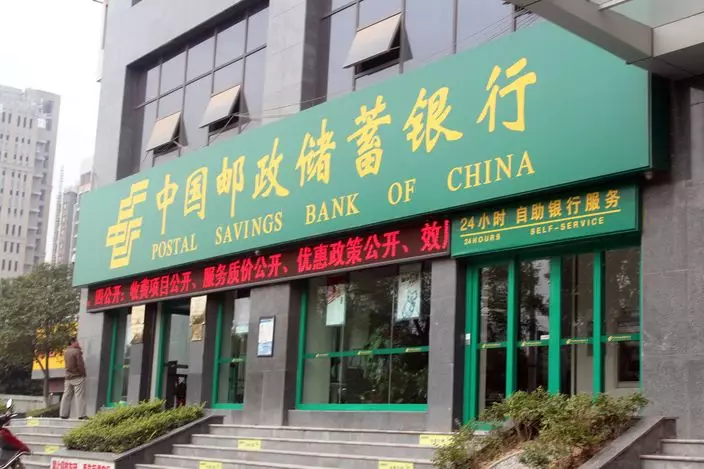 中国邮政储蓄银行
POSTAL SAVINGS BANK OF CHINA
24小时 自助银行服务
24HOURS SELF-SERVICE
四公开：收费项目公开、服务质价公开、优惠政策公开、效